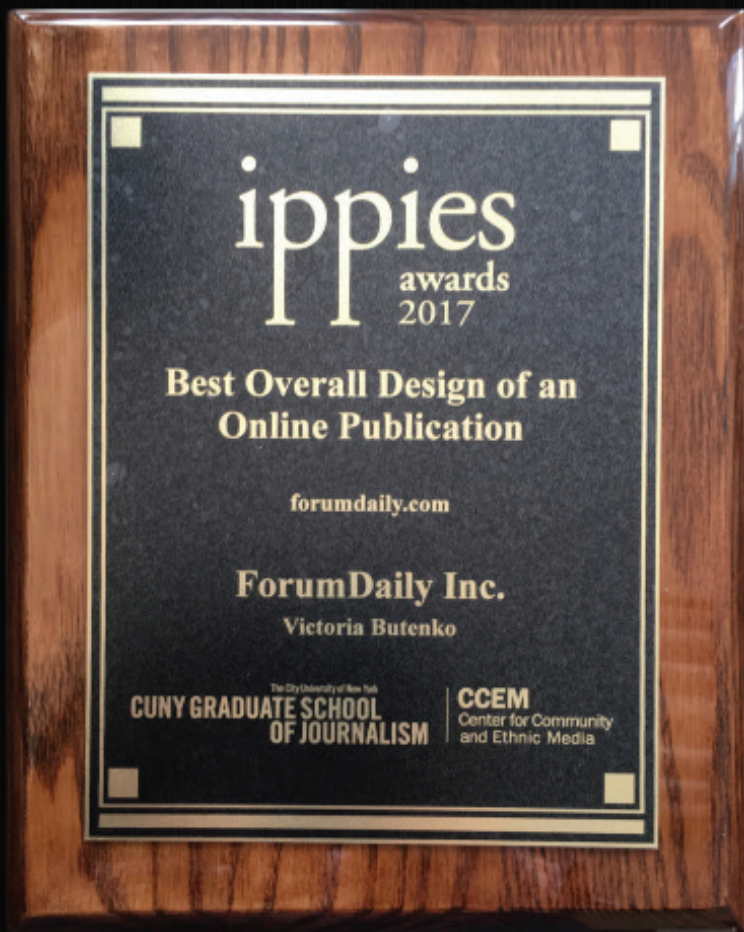 ippies
awards
2017
Best Overall Design of an
Online Publication
forumdaily.com
ForumDaily Inc.
Victoria Butenko
The City University of New York
CUNY GRADUATE SCHOOL
OF JOURNALISM
CCEM
Center for Community
and Ethnic Media